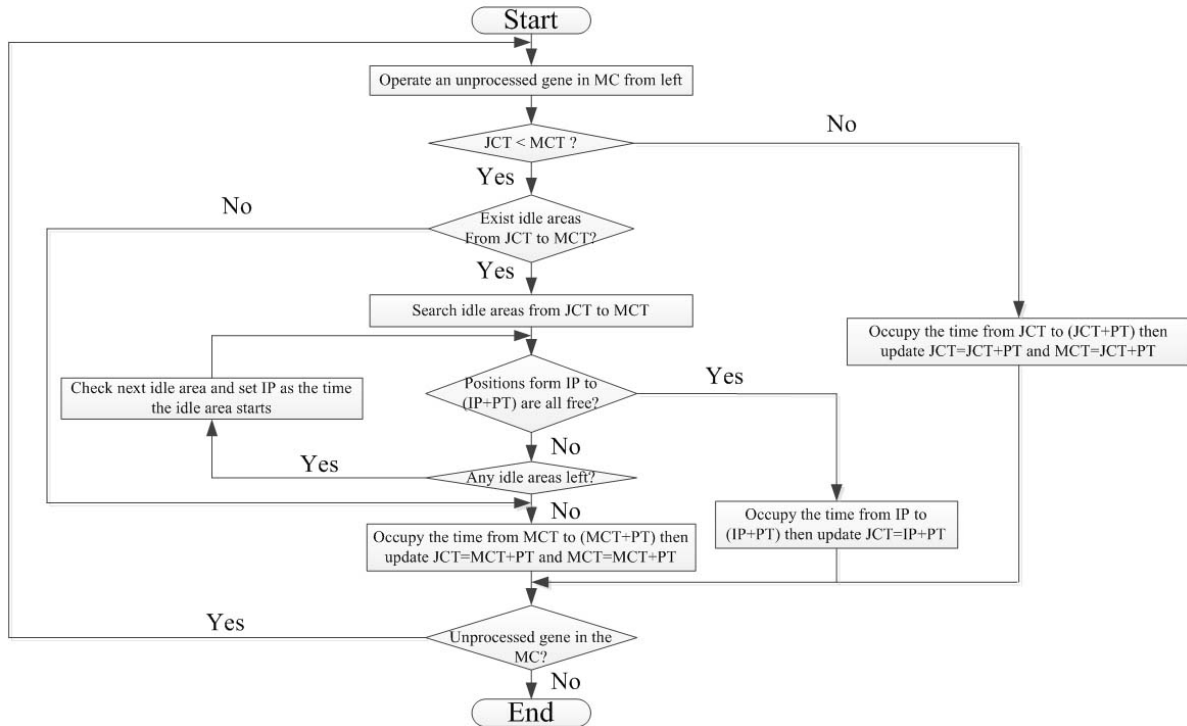 Start
Operate an unprocessed gene in MC from left
No
JCT < MCT ?
Yes
No
Exist idle areas
From JCT to MCT?
Yes
Search idle areas from JCT to MCT
Occupy the time from JCT to (JCT+PT) then
update JCT=JCT+PT and MCT=JCT+PT
Check next idle area and set IP as the time
the idle area starts
Positions form IP to
(IP+PT) are all free?
Yes
No
Yes
Any idle areas left?
No
Occupy the time from IP to
(IP+PT) then update JCT=IP+PT
Occupy the time from MCT to (MCT+PT) then
update JCT=MCT+PT and MCT=MCT+PT
Yes
Unprocessed gene in the
MC?
No
End